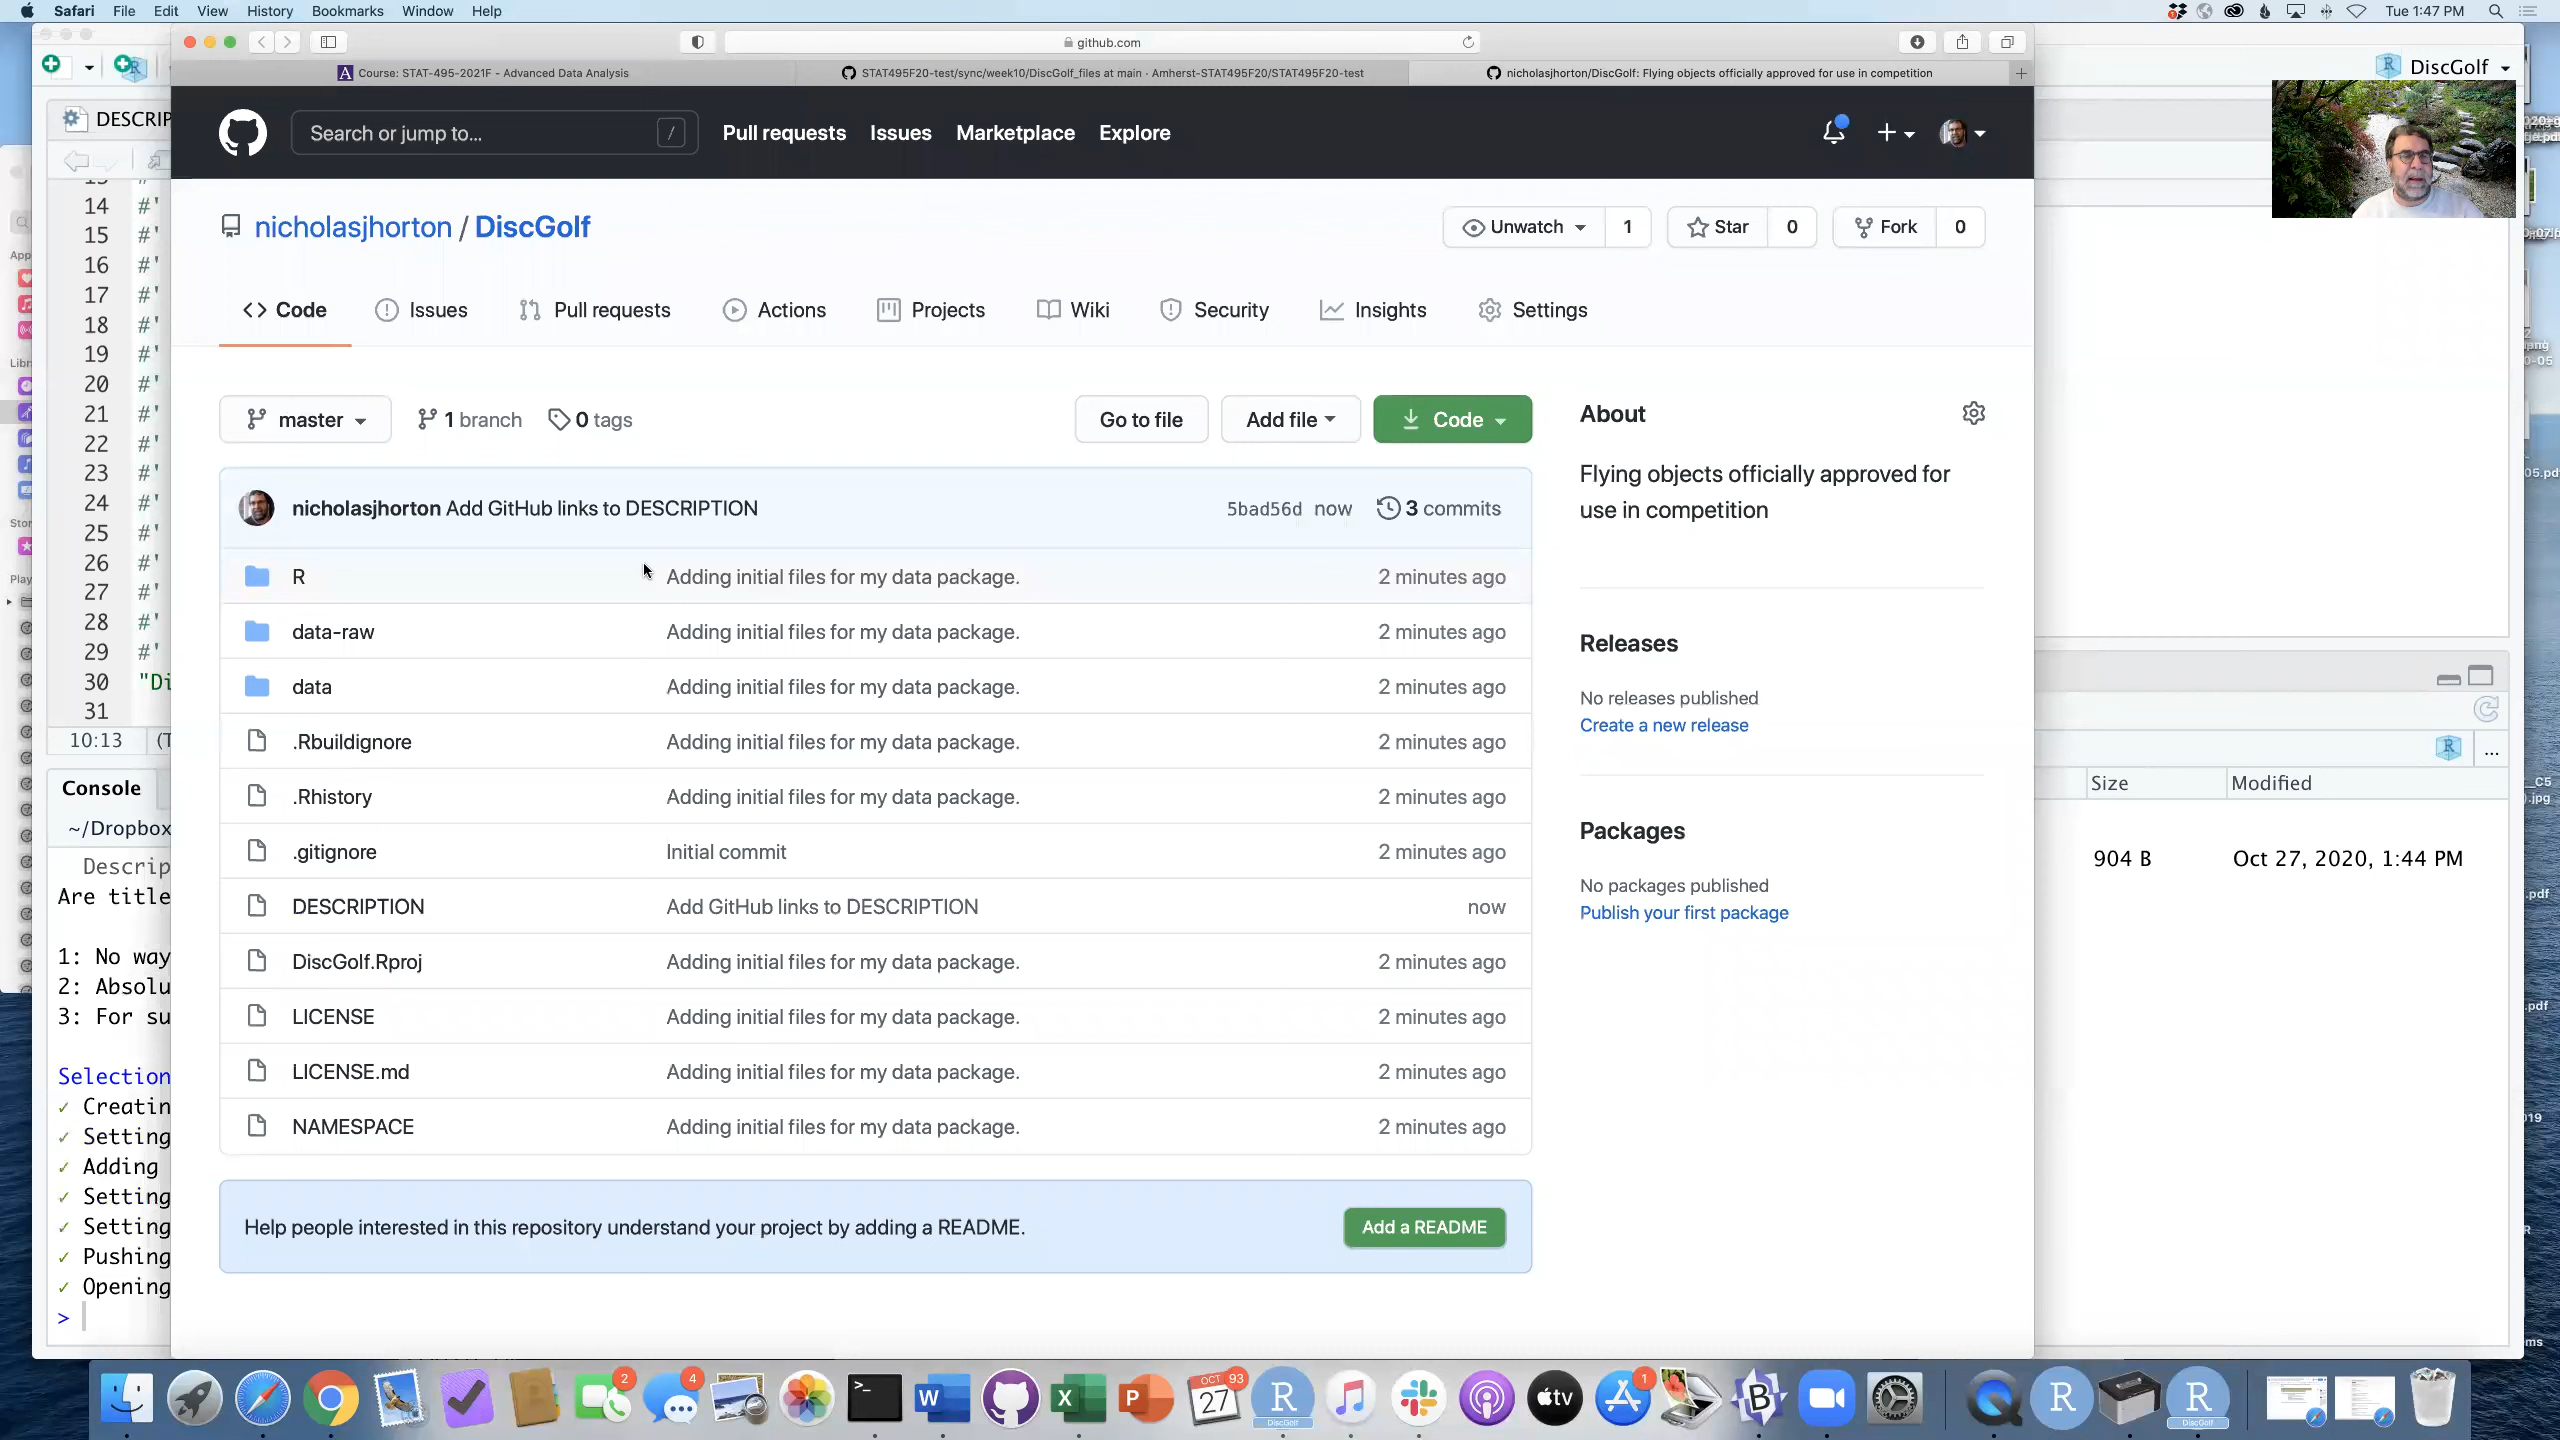 Safari File Edit View History Bookmarks Window Help
Tue 1:47 PM
github.com
Course: STAT-495-2021F - Advanced Data Analysis
STAT495F20-test/sync/week10/DiscGolf_files at main · Amherst-STAT495F20/STAT495F20-test
nicholasjhorton/DiscGolf: Flying objects officially approved for use in competition
DiscGolf
DESCRIP
Search or jump to... /
Pull requests Issues Marketplace Explore
nicholasjhorton / DiscGolf
Unwatch 1 Star 0 Fork 0
Code Issues Pull requests Actions Projects Wiki Security Insights Settings
master 1 branch 0 tags Go to file Add file Code
About
Flying objects officially approved for
use in competition
nicholasjhorton Add GitHub links to DESCRIPTION 5bad56d now 3 commits
R Adding initial files for my data package. 2 minutes ago
data-raw Adding initial files for my data package. 2 minutes ago
data Adding initial files for my data package. 2 minutes ago
.Rbuildignore Adding initial files for my data package. 2 minutes ago
.Rhistory Adding initial files for my data package. 2 minutes ago
.gitignore Initial commit 2 minutes ago
DESCRIPTION Add GitHub links to DESCRIPTION now
DiscGolf.Rproj Adding initial files for my data package. 2 minutes ago
LICENSE Adding initial files for my data package. 2 minutes ago
LICENSE.md Adding initial files for my data package. 2 minutes ago
NAMESPACE Adding initial files for my data package. 2 minutes ago
Help people interested in this repository understand your project by adding a README. Add a README
Releases
No releases published
Create a new release
Packages
No packages published
Publish your first package
14 #'
15 #'
16 #'
17 #'
18 #'
19 #'
20 #'
21 #'
22 #'
23 #'
24 #'
25 #'
26 #'
27 #'
28 #'
29 #'
30 "Di
31
10:13 (T
Console
~/Dropbox
Descrip
Are title
1: No way
2: Absolu
3: For su
Selection
✓ Creatin
✓ Setting
✓ Adding
✓ Setting
✓ Setting
✓ Pushing
✓ Opening
>
Size Modified
904 B Oct 27, 2020, 1:44 PM
2 4 OCT 27 93 1
tv
DiscGolf
DiscGolf